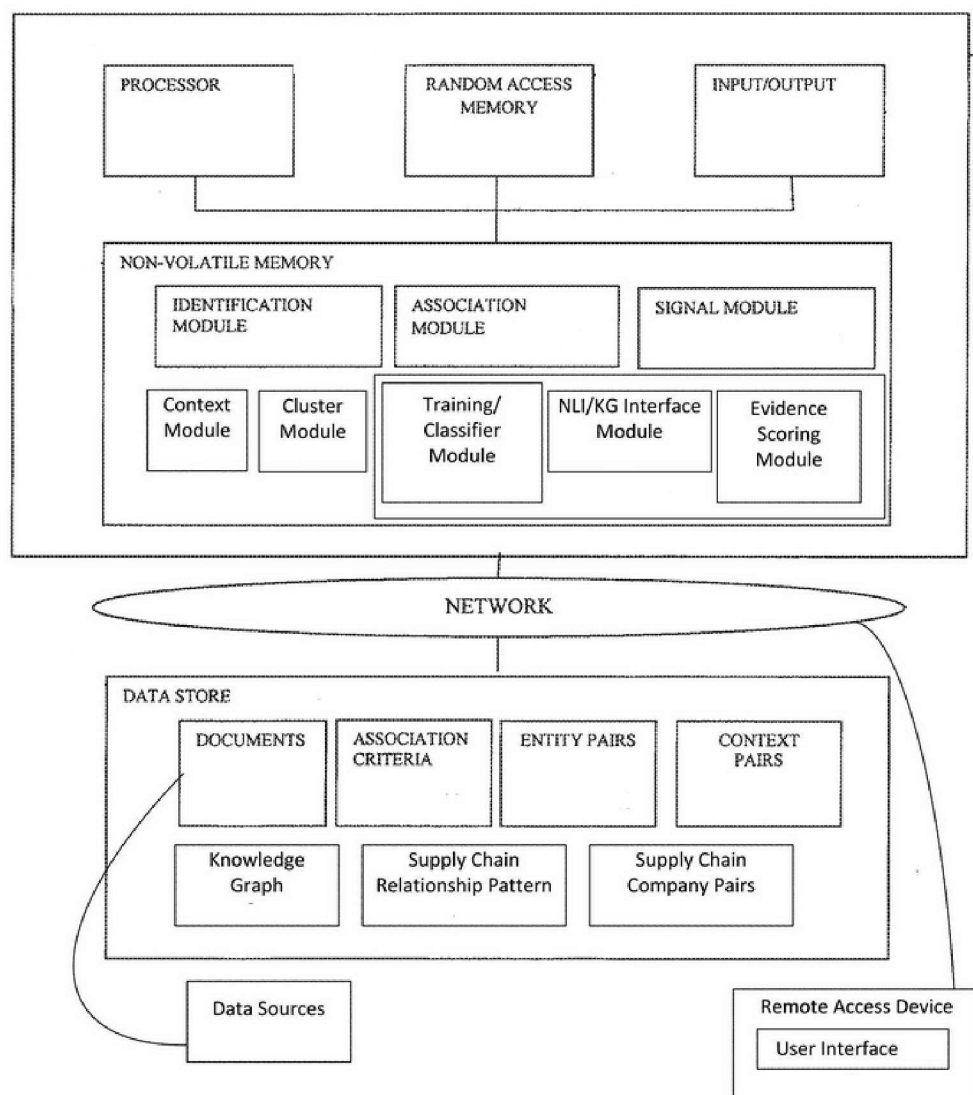 PROCESSOR
RANDOM ACCESS
MEMORY
INPUT/OUTPUT
NON-VOLATILE MEMORY
IDENTIFICATION
MODULE
ASSOCIATION
MODULE
SIGNAL MODULE
Context
Module
Cluster
Module
Training/
Classifier
Module
NLI/KG Interface
Module
Evidence
Scoring
Module
NETWORK
DATA STORE
DOCUMENTS
ASSOCIATION
CRITERIA
ENTITY PAIRS
CONTEXT
PAIRS
Knowledge
Graph
Supply Chain
Relationship Pattern
Supply Chain
Company Pairs
Data Sources
Remote Access Device
User Interface